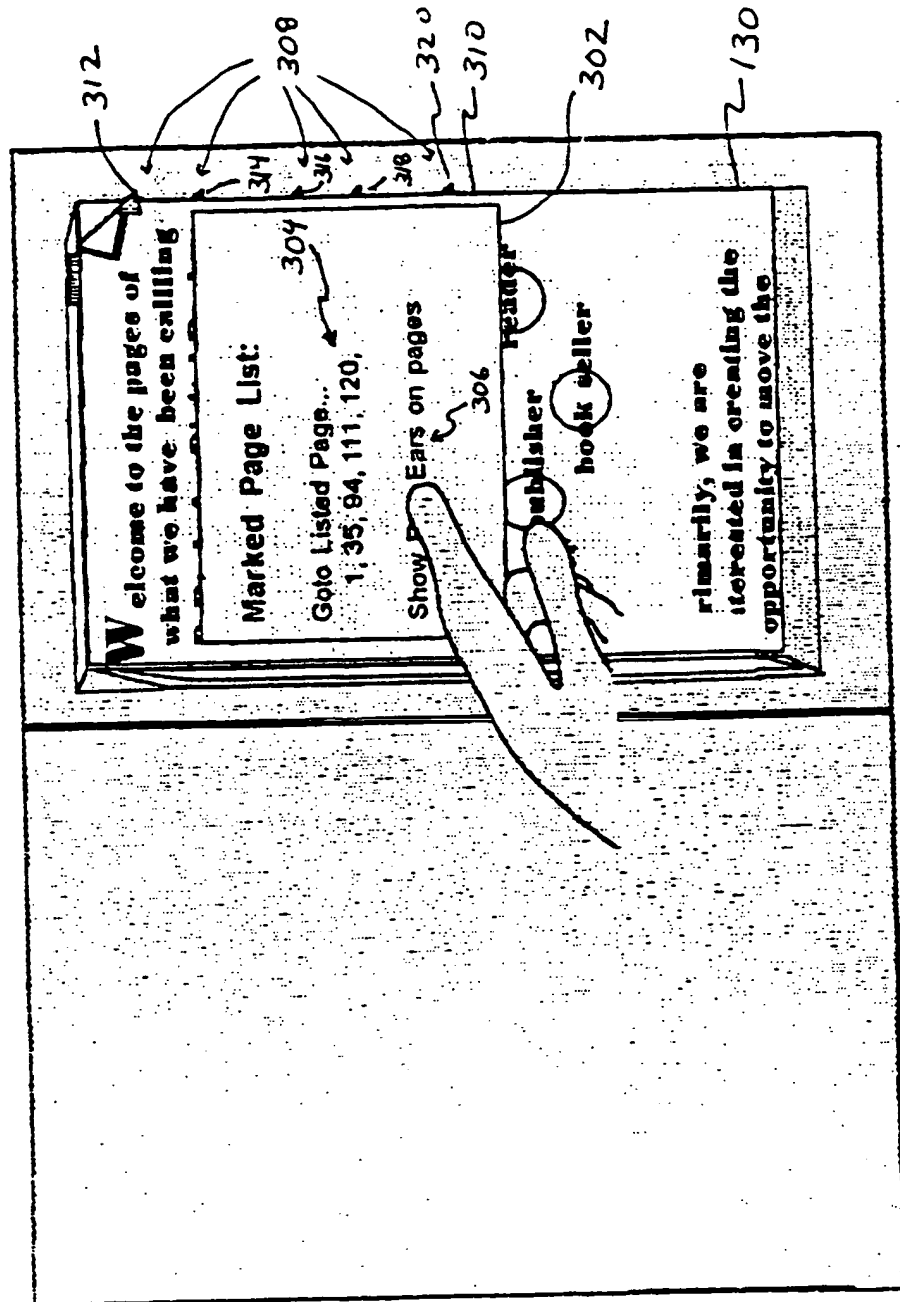 Welcome to the pages of
what we have been callling
Marked Page List:
Goto Listed Page...
1, 35, 94, 111, 120,
Show Ears on pages
reader
ublisher
book seller
rimarily, we are
iterested in creating the
opportunity to move the
312
308
314
316
318
320
310
302
304
306
130